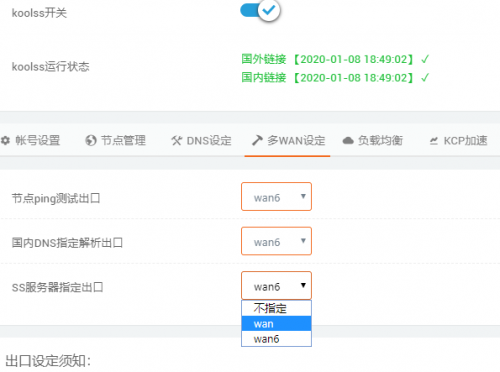 koolss开关
koolss运行状态
国外链接 【2020-01-08 18:49:02】 ✓
国内链接 【2020-01-08 18:49:02】 ✓
帐号设置 节点管理 DNS设定 多WAN设定 负载均衡 KCP加速
节点ping测试出口 wan6
国内DNS指定解析出口 wan6
SS服务器指定出口 wan6
不指定
wan
wan6
出口设定须知：